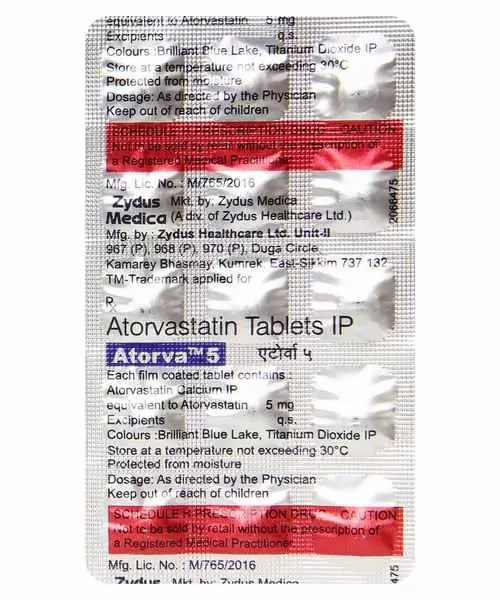 equivalent to Atorvastatin 5 mg
Excipients q.s.
Colours :Brilliant Blue Lake, Titanium Dioxide IP
Store at a temperature not exceeding 30°C
Protected from moisture
Dosage: As directed by the Physician
Keep out of reach of children
SCHEDULE PRESCRIPTION DRUG CAUTION
Not to be sold by retail without the prescription of
a Registered Medical Practitioner.
Mfg. Lic. No. : M/765/2016
Zydus Mkt. by: Zydus Medica
Medica (A div. of Zydus Healthcare Ltd.)
Mfg. by : Zydus Healthcare Ltd. Unit-II
967 (P), 968 (P), 970 (P), Duga Circle,
Kamarey Bhasmay, Kumrek, East-Sikkim 737 132
TM-Trademark applied for
2066475
Rx
Atorvastatin Tablets IP
Atorva™ 5 एटोर्वा ५
Each film coated tablet contains :
Atorvastatin Calcium IP
equivalent to Atorvastatin 5 mg
Excipients q.s.
Colours :Brilliant Blue Lake, Titanium Dioxide IP
Store at a temperature not exceeding 30°C
Protected from moisture
Dosage: As directed by the Physician
Keep out of reach of children
SCHEDULE H PRESCRIPTION DRUG - CAUTION
Not to be sold by retail without the prescription of
a Registered Medical Practitioner.
Mfg. Lic. No. : M/765/2016
Zydus Mkt. by: Zydus Medica
475